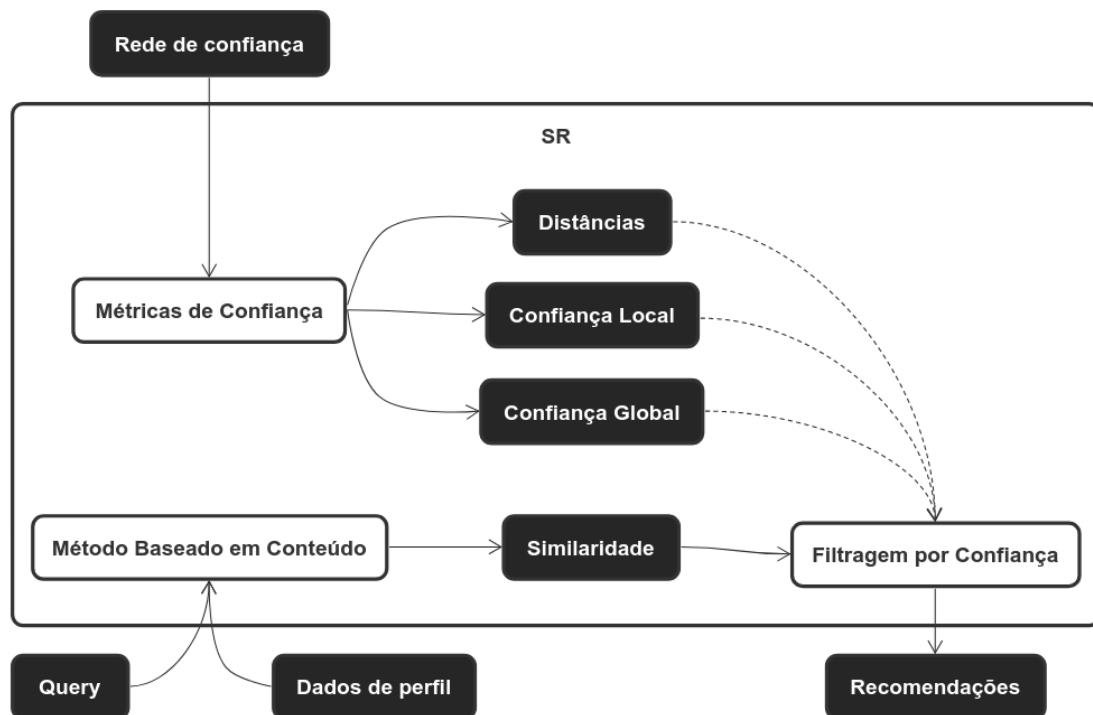 Rede de confiança
SR
Distâncias
Métricas de Confiança
Confiança Local
Confiança Global
Método Baseado em Conteúdo
Similaridade
Filtragem por Confiança
Query
Dados de perfil
Recomendações